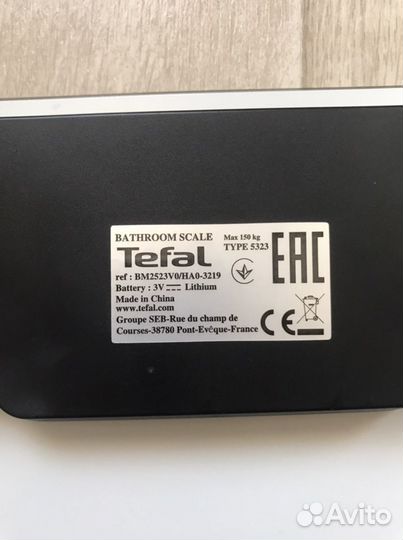 BATHROOM SCALE Max 150 kg
Tefal TYPE 5323
EAC
ref : BM2523V0/HA0-3219
Battery : 3V Lithium
Made in China
www.tefal.com
Groupe SEB-Rue du champ de
Courses-38780 Pont-Evêque-France
Avito